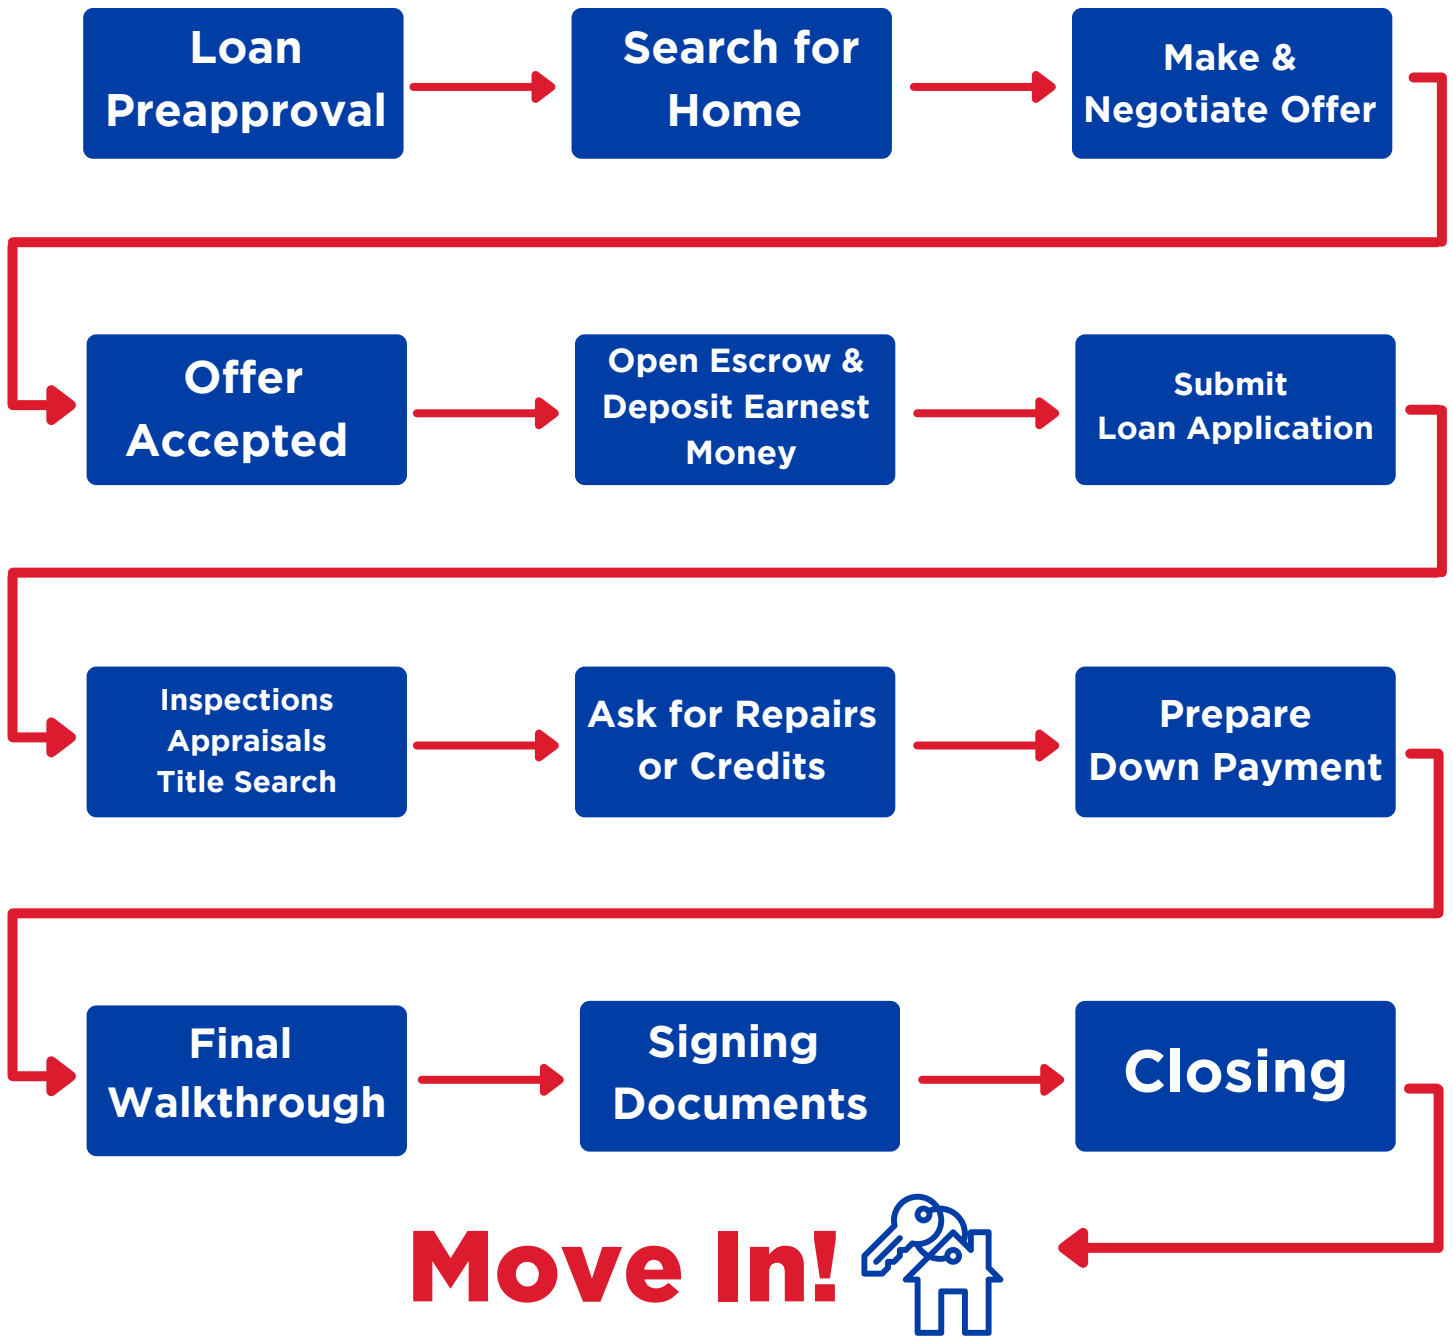 Loan
Preapproval
Search for
Home
Make &
Negotiate Offer
Offer
Accepted
Open Escrow &
Deposit Earnest
Money
Submit
Loan Application
Inspections
Appraisals
Title Search
Ask for Repairs
or Credits
Prepare
Down Payment
Final
Walkthrough
Signing
Documents
Closing
Move In!